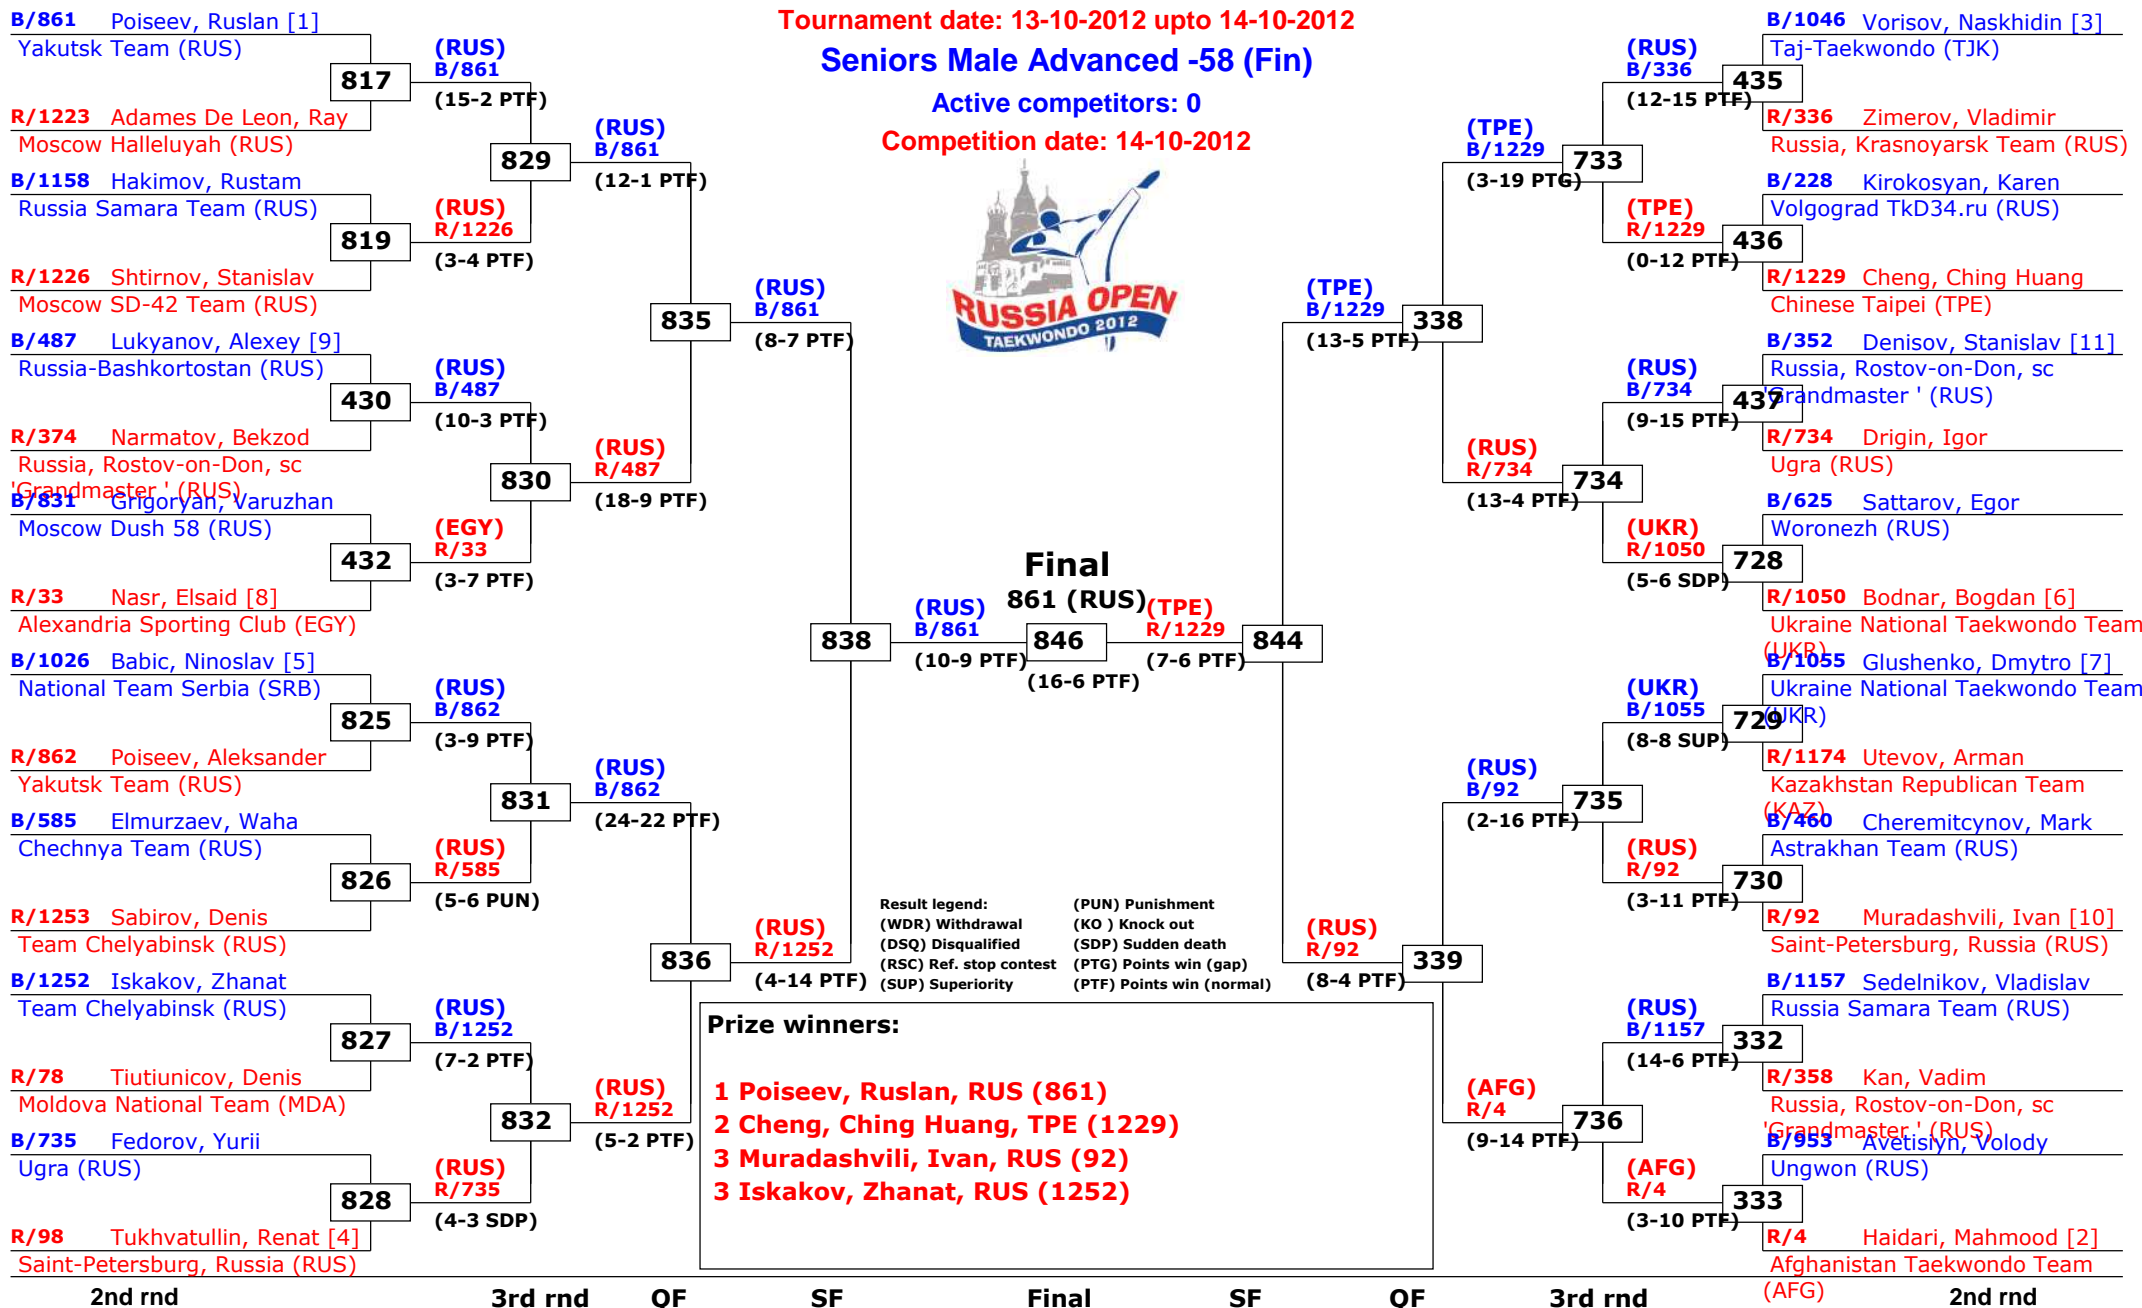 Tournament date: 13-10-2012 upto 14-10-2012
Seniors Male Advanced -58 (Fin)
Active competitors: 0
Competition date: 14-10-2012
RUSSIA OPEN
TAEKWONDO 2012
B/861 Poiseev, Ruslan [1]
Yakutsk Team (RUS)
817
R/1223 Adames De Leon, Ray
Moscow Halleluyah (RUS)
B/1158 Hakimov, Rustam
Russia Samara Team (RUS)
819
R/1226 Shtirnov, Stanislav
Moscow SD-42 Team (RUS)
B/487 Lukyanov, Alexey [9]
Russia-Bashkortostan (RUS)
430
R/374 Narmatov, Bekzod
Russia, Rostov-on-Don, sc
'Grandmaster ' (RUS)
B/831 Grigoryan, Varuzhan
Moscow Dush 58 (RUS)
432
R/33 Nasr, Elsaid [8]
Alexandria Sporting Club (EGY)
B/1026 Babic, Ninoslav [5]
National Team Serbia (SRB)
825
R/862 Poiseev, Aleksander
Yakutsk Team (RUS)
B/585 Elmurzaev, Waha
Chechnya Team (RUS)
826
R/1253 Sabirov, Denis
Team Chelyabinsk (RUS)
B/1252 Iskakov, Zhanat
Team Chelyabinsk (RUS)
827
R/78 Tiutiunicov, Denis
Moldova National Team (MDA)
B/735 Fedorov, Yurii
Ugra (RUS)
828
R/98 Tukhvatullin, Renat [4]
Saint-Petersburg, Russia (RUS)
(RUS)
B/861
(15-2 PTF)
829
(RUS)
R/1226
(3-4 PTF)
(RUS)
B/487
(10-3 PTF)
830
(EGY)
R/33
(3-7 PTF)
(RUS)
B/862
(3-9 PTF)
831
(RUS)
R/585
(5-6 PUN)
(RUS)
B/1252
(7-2 PTF)
832
(RUS)
R/735
(4-3 SDP)
(RUS)
B/861
(12-1 PTF)
835
(RUS)
R/487
(18-9 PTF)
(RUS)
B/862
(24-22 PTF)
836
(RUS)
R/1252
(5-2 PTF)
(RUS)
B/861
(8-7 PTF)
838
(RUS)
R/1252
(4-14 PTF)
Final
861 (RUS)
(RUS)
B/861
(10-9 PTF)
846
(16-6 PTF)
(TPE)
R/1229
(7-6 PTF)
844
(TPE)
B/1229
(13-5 PTF)
338
(RUS)
R/92
(8-4 PTF)
339
(TPE)
B/1229
(3-19 PTG)
733
(RUS)
R/734
(13-4 PTF)
734
(RUS)
B/92
(2-16 PTF)
735
(AFG)
R/4
(9-14 PTF)
736
(RUS)
B/336
(12-15 PTF)
435
(TPE)
R/1229
(0-12 PTF)
436
(RUS)
B/734
(9-15 PTF)
437
(UKR)
R/1050
(5-6 SDP)
728
(UKR)
B/1055
(8-8 SUP)
729
(RUS)
R/92
(3-11 PTF)
730
(RUS)
B/1157
(14-6 PTF)
332
(AFG)
R/4
(3-10 PTF)
333
B/1046 Vorisov, Naskhidin [3]
Taj-Taekwondo (TJK)
R/336 Zimerov, Vladimir
Russia, Krasnoyarsk Team (RUS)
B/228 Kirokosyan, Karen
Volgograd TkD34.ru (RUS)
R/1229 Cheng, Ching Huang
Chinese Taipei (TPE)
B/352 Denisov, Stanislav [11]
Russia, Rostov-on-Don, sc
'Grandmaster ' (RUS)
R/734 Drigin, Igor
Ugra (RUS)
B/625 Sattarov, Egor
Woronezh (RUS)
R/1050 Bodnar, Bogdan [6]
Ukraine National Taekwondo Team
(UKR)
B/1055 Glushenko, Dmytro [7]
Ukraine National Taekwondo Team
(UKR)
R/1174 Utevov, Arman
Kazakhstan Republican Team
(KAZ)
B/460 Cheremitcynov, Mark
Astrakhan Team (RUS)
R/92 Muradashvili, Ivan [10]
Saint-Petersburg, Russia (RUS)
B/1157 Sedelnikov, Vladislav
Russia Samara Team (RUS)
R/358 Kan, Vadim
Russia, Rostov-on-Don, sc
'Grandmaster ' (RUS)
B/953 Avetisiyn, Volody
Ungwon (RUS)
R/4 Haidari, Mahmood [2]
Afghanistan Taekwondo Team
(AFG)
Result legend:
(WDR) Withdrawal
(DSQ) Disqualified
(RSC) Ref. stop contest
(SUP) Superiority
(PUN) Punishment
(KO ) Knock out
(SDP) Sudden death
(PTG) Points win (gap)
(PTF) Points win (normal)
Prize winners:
1 Poiseev, Ruslan, RUS (861)
2 Cheng, Ching Huang, TPE (1229)
3 Muradashvili, Ivan, RUS (92)
3 Iskakov, Zhanat, RUS (1252)
2nd rnd 3rd rnd QF SF Final SF QF 3rd rnd 2nd rnd